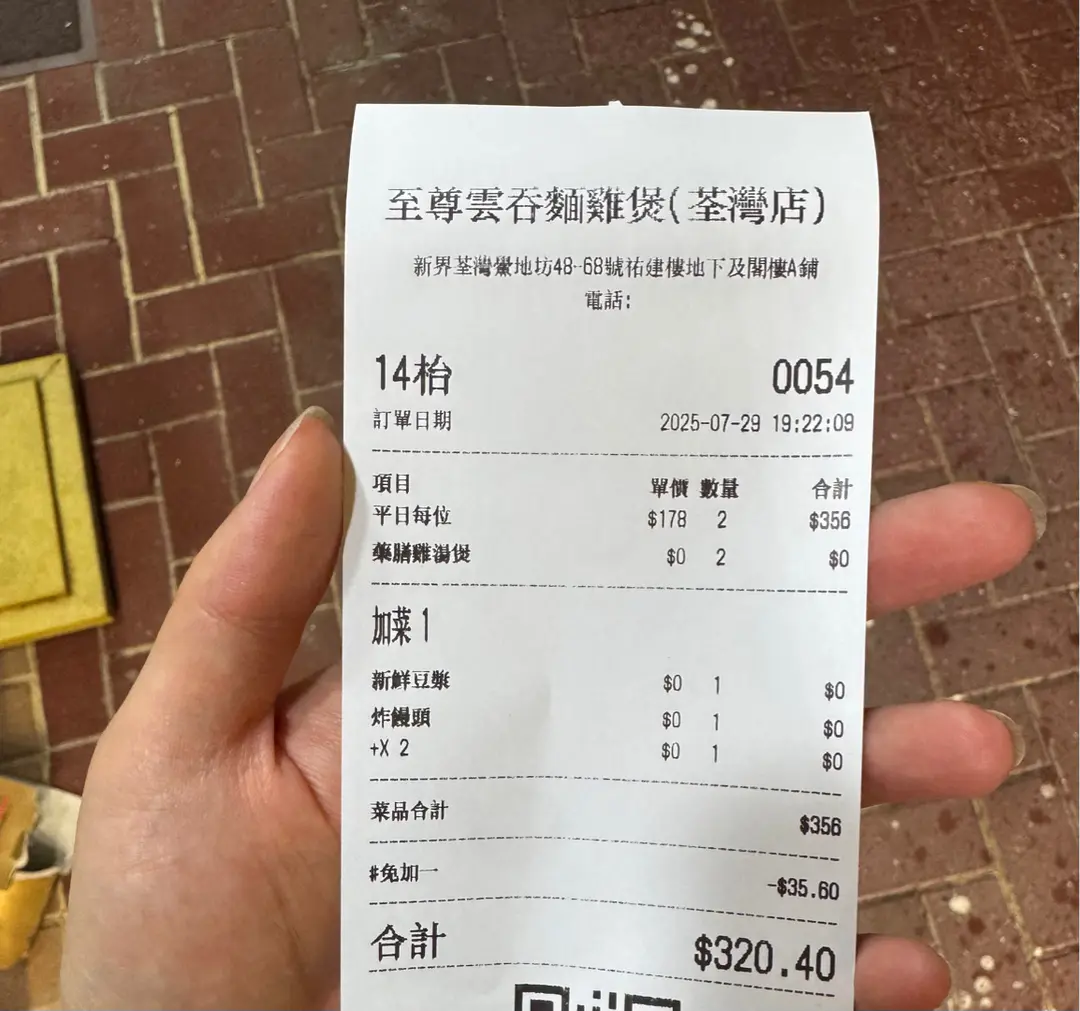 至尊雲吞麵雞煲(荃灣店)
新界荃灣鱟地坊48-68號祐建樓地下及閣樓A鋪
電話:
14枱 0054
訂單日期 2025-07-29 19:22:09
項目 單價 數量 合計
平日每位 $178 2 $356
藥膳雞湯煲 $0 2 $0
加菜 1
新鮮豆漿 $0 1 $0
炸饅頭 $0 1 $0
+X 2 $0 1 $0
菜品合計 $356
#免加一 -$35.60
合計 $320.40